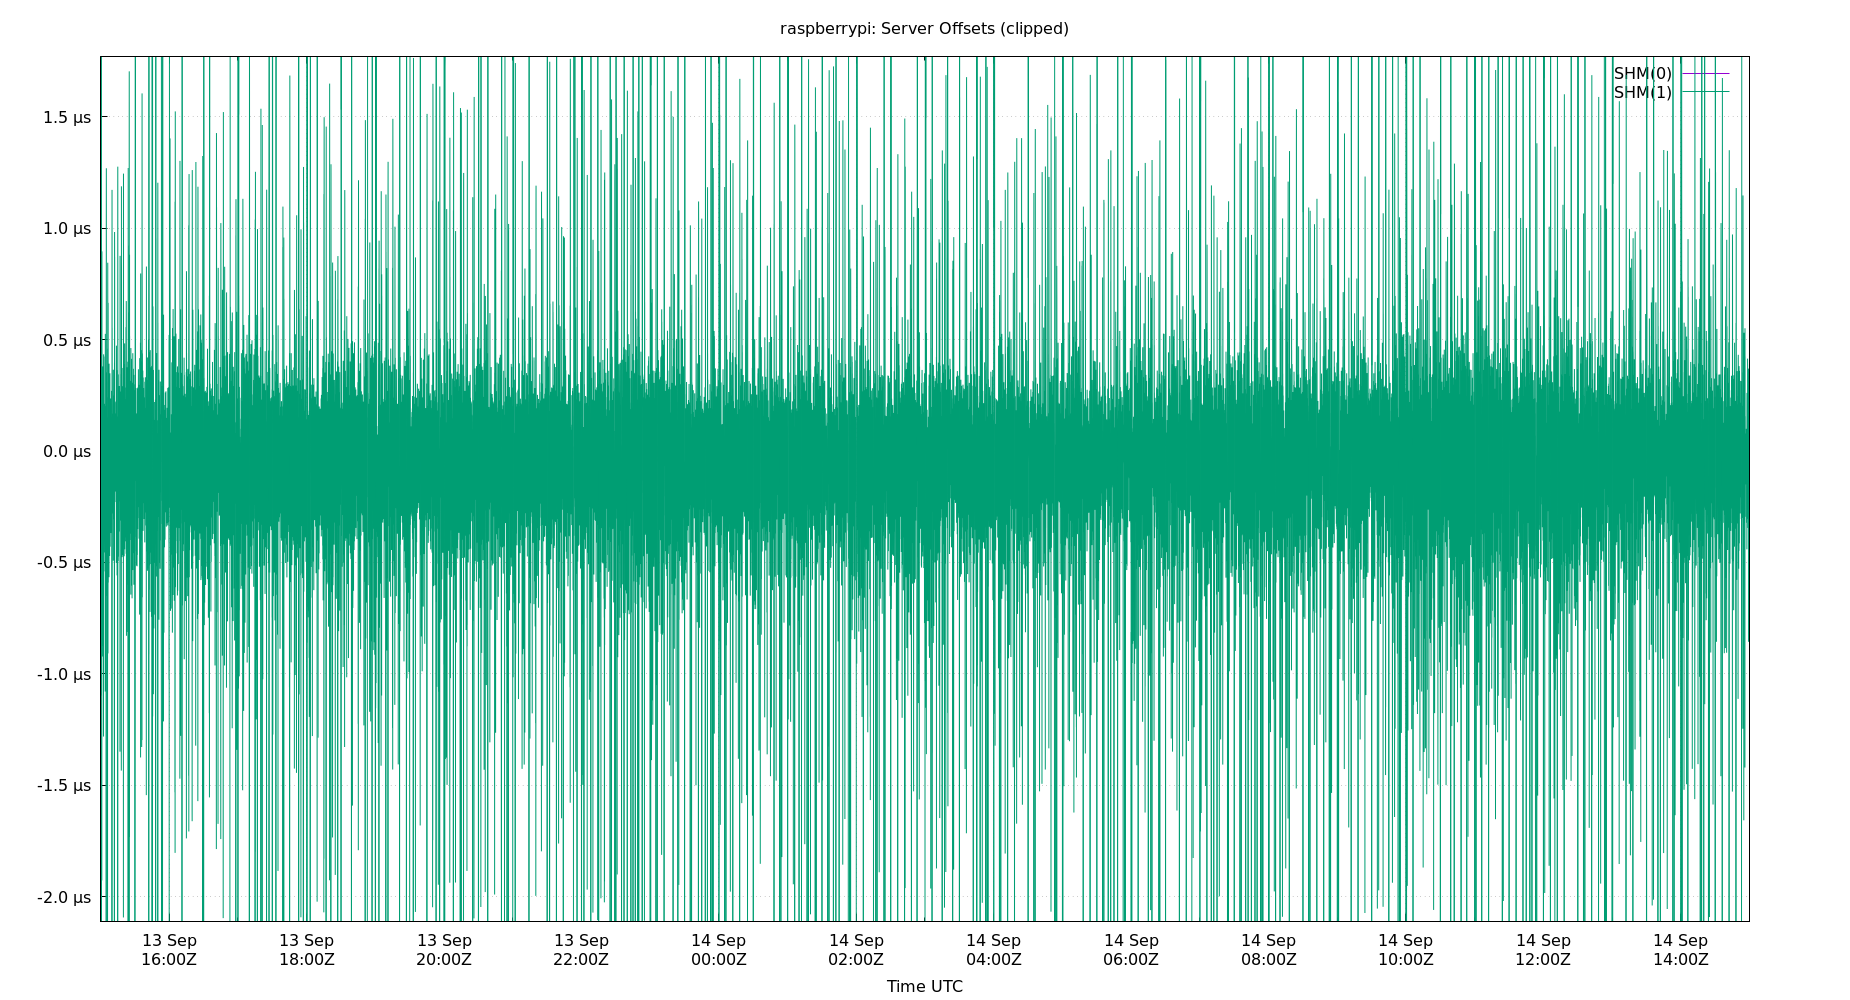 raspberrypi: Server Offsets (clipped)
SHM(0)
SHM(1)
1.5 µs
1.0 µs
0.5 µs
0.0 µs
-0.5 µs
-1.0 µs
-1.5 µs
-2.0 µs
13 Sep 13 Sep 13 Sep 13 Sep 14 Sep 14 Sep 14 Sep 14 Sep 14 Sep 14 Sep 14 Sep 14 Sep
16:00Z 18:00Z 20:00Z 22:00Z 00:00Z 02:00Z 04:00Z 06:00Z 08:00Z 10:00Z 12:00Z 14:00Z
Time UTC